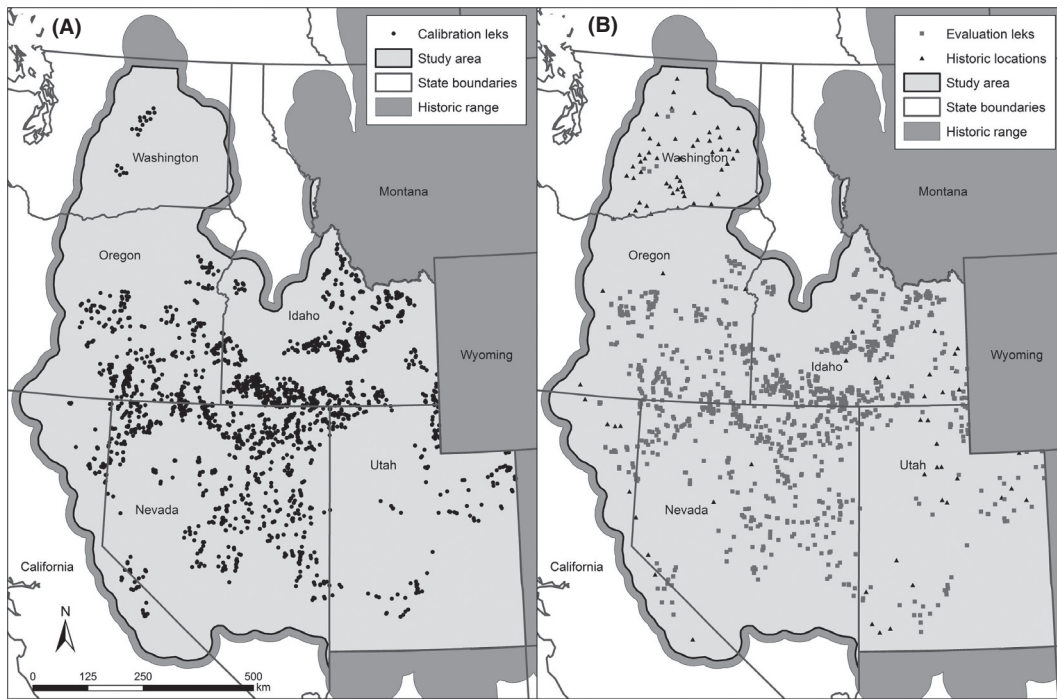 (A)
Calibration leks
Study area
State boundaries
Historic range
Washington
Montana
Oregon
Idaho
Wyoming
Utah
Nevada
California
N
0 125 250 500
km
(B)
Evaluation leks
Historic locations
Study area
State boundaries
Historic range
Washington
Montana
Oregon
Idaho
Wyoming
Utah
Nevada
California